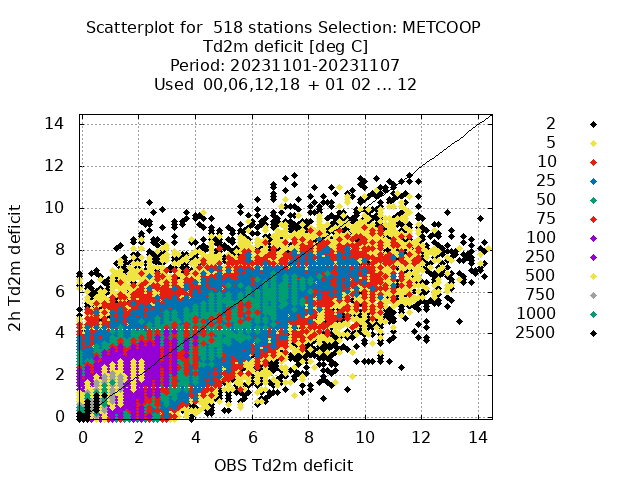 Scatterplot for  518 stations Selection: METCOOP
Td2m deficit [deg C]
Period: 20231101-20231107
Used  00,06,12,18  + 01 02 ... 12
14
12
10
8
6
4
2
0
0 2 4 6 8 10 12 14
2h Td2m deficit
OBS Td2m deficit
2
5
10
25
50
75
100
250
500
750
1000
2500